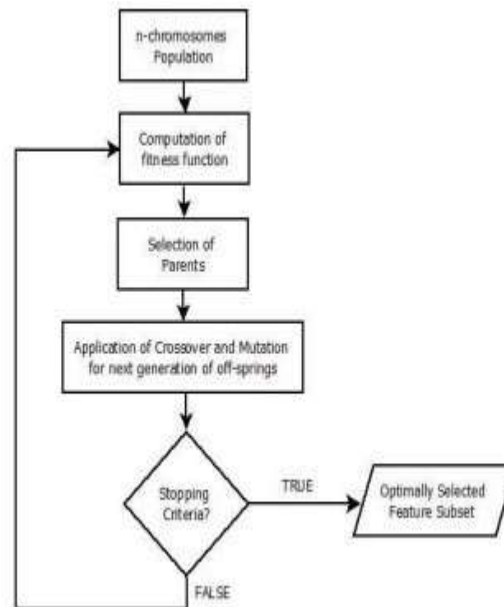 n-chromosomes
Population
Computation of
fitness function
Selection of
Parents
Application of Crossover and Mutation
for next generation of off-springs
Stopping
Criteria?
TRUE
Optimally Selected
Feature Subset
FALSE